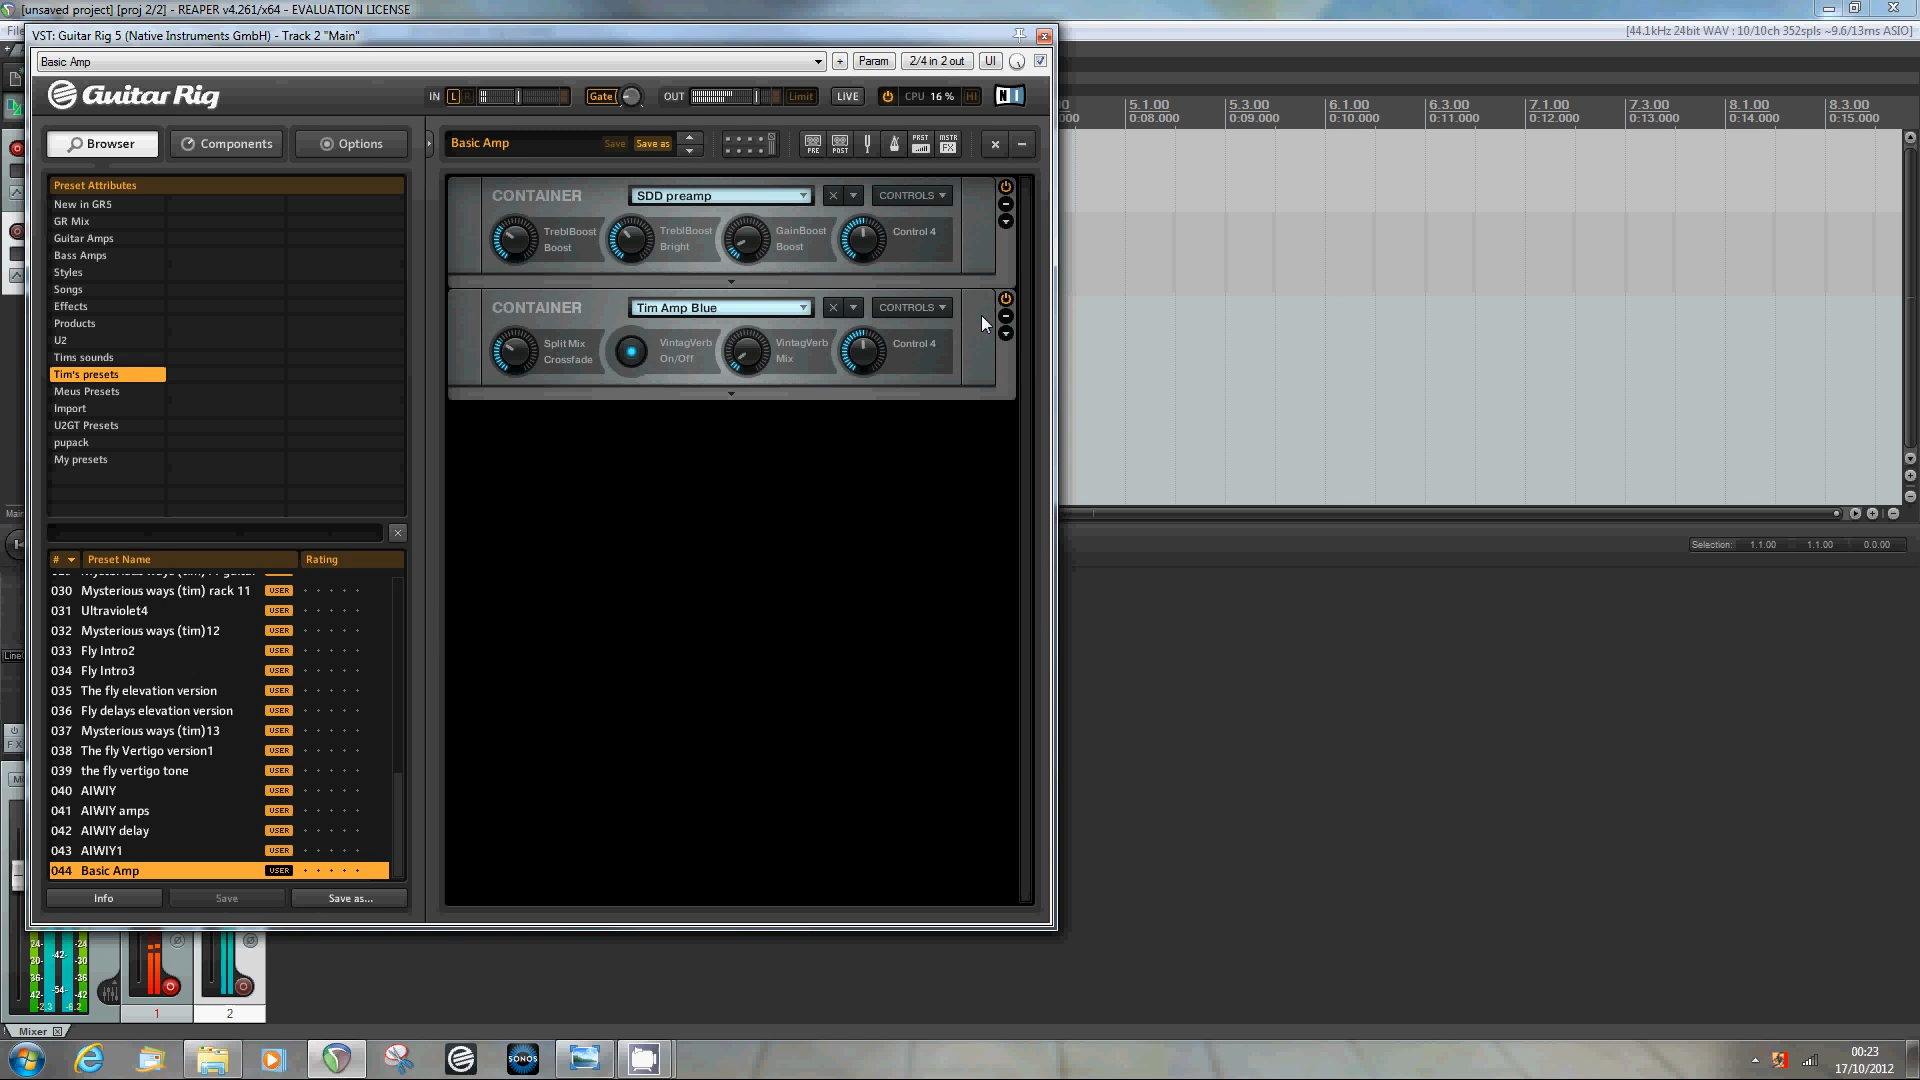 [unsaved project] [proj 2/2] - REAPER v4.261/x64 - EVALUATION LICENSE
VST: Guitar Rig 5 (Native Instruments GmbH) - Track 2 "Main"
[44.1kHz 24bit WAV : 10/10ch 352spls ~9.6/13ms ASIO]
Basic Amp
+
Param
2/4 in 2 out
UI
Guitar Rig
IN L R
Gate
OUT
Limit
LIVE
CPU 16 % HI
5.1.00 5.3.00 6.1.00 6.3.00 7.1.00 7.3.00 8.1.00 8.3.00
0:08.000 0:09.000 0:10.000 0:11.000 0:12.000 0:13.000 0:14.000 0:15.000
Browser
Components
Options
Basic Amp
Save
Save as
PRE
POST
PRST
MSTR FX
Preset Attributes
New in GR5
GR Mix
Guitar Amps
Bass Amps
Styles
Songs
Effects
Products
U2
Tims sounds
Tim's presets
Meus Presets
Import
U2GT Presets
pupack
My presets
CONTAINER
SDD preamp
CONTROLS
TreblBoost Boost
TreblBoost Bright
GainBoost Boost
Control 4
CONTAINER
Tim Amp Blue
CONTROLS
Split Mix Crossfade
VintagVerb On/Off
VintagVerb Mix
Control 4
Selection: 1.1.00 1.1.00 0.0.00
# Preset Name Rating
030 Mysterious ways (tim) rack 11 USER
031 Ultraviolet4 USER
032 Mysterious ways (tim)12 USER
033 Fly Intro2 USER
034 Fly Intro3 USER
035 The fly elevation version USER
036 Fly delays elevation version USER
037 Mysterious ways (tim)13 USER
038 The fly Vertigo version1 USER
039 the fly vertigo tone USER
040 AIWIY USER
041 AIWIY amps USER
042 AIWIY delay USER
043 AIWIY1 USER
044 Basic Amp USER
Info
Save
Save as...
1
2
Mixer
SONOS
00:23
17/10/2012